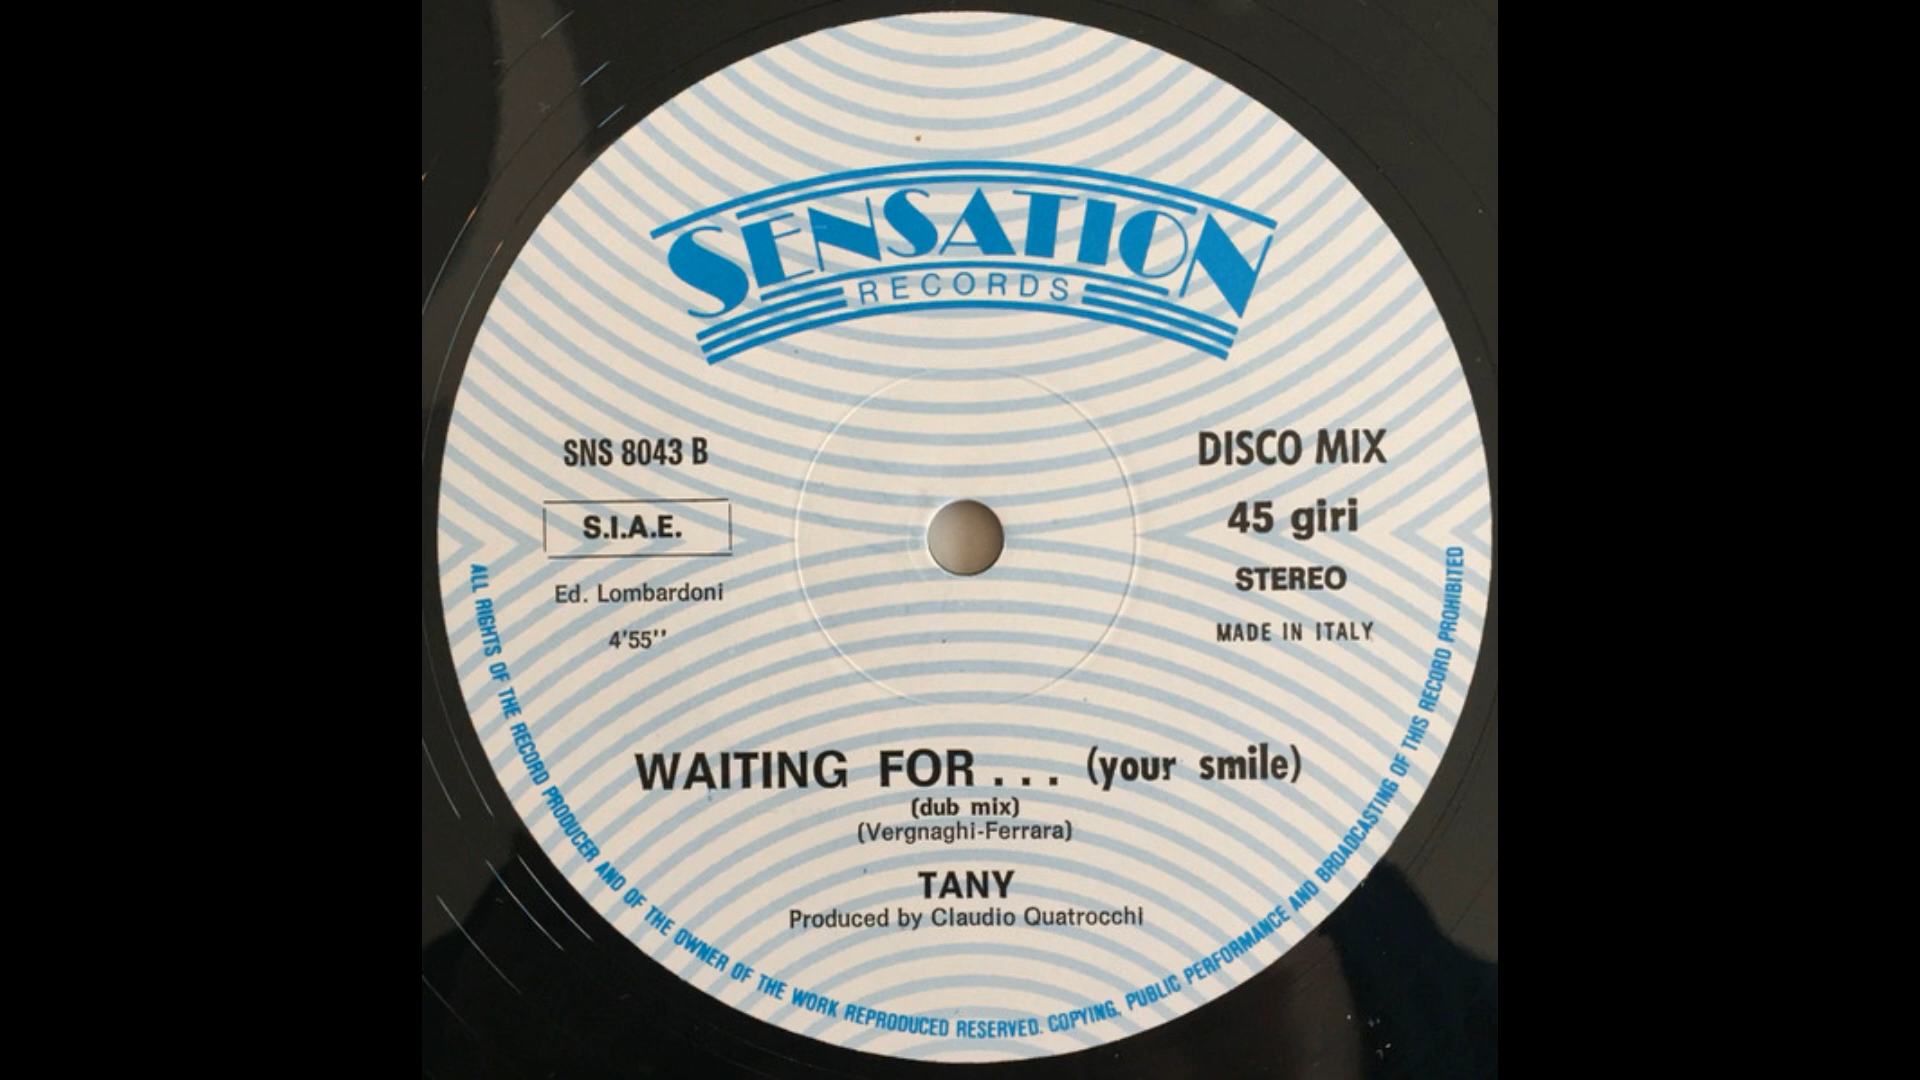 SENSATION
RECORDS
SNS 8043 B
DISCO MIX
S.I.A.E.
45 giri
Ed. Lombardoni
STEREO
4'55''
MADE IN ITALY
WAITING FOR... (your smile)
(dub mix)
(Vergnaghi-Ferrara)
TANY
Produced by Claudio Quatrocchi
ALL RIGHTS OF THE RECORD PRODUCER AND OF THE OWNER OF THE WORK REPRODUCED RESERVED. COPYING, PUBLIC PERFORMANCE AND BROADCASTING OF THIS RECORD PROHIBITED